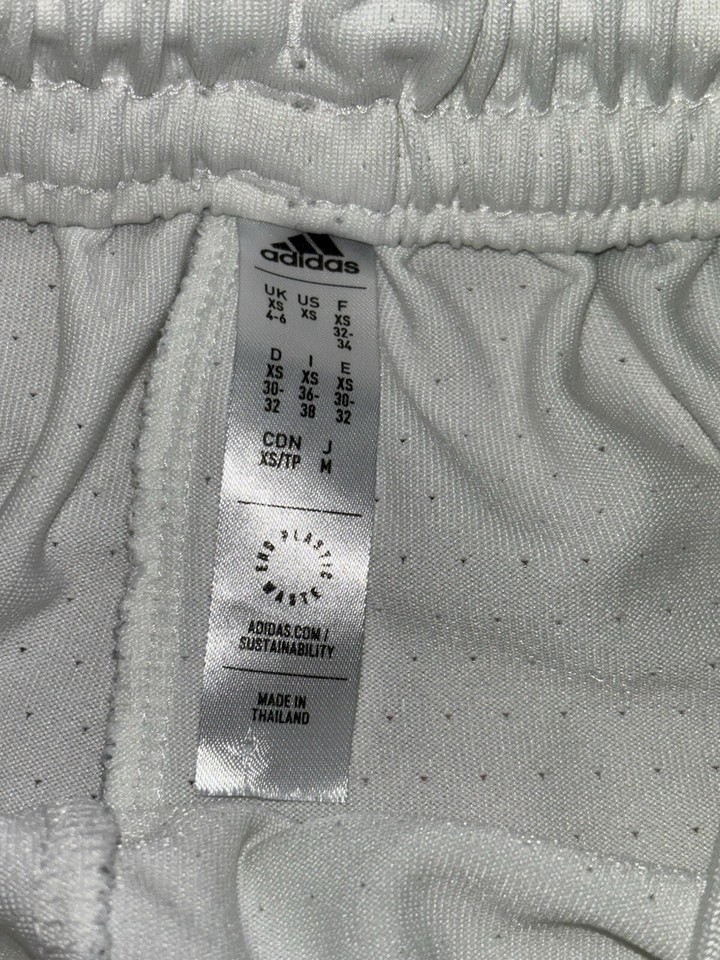 adidas
UK US F
XS XS XS
4-6 32-
34
D I E
XS XS XS
30- 36- 30-
32 38 32
CDN J
XS/TP M
END PLASTIC WASTE
ADIDAS.COM/
SUSTAINABILITY
MADE IN
THAILAND